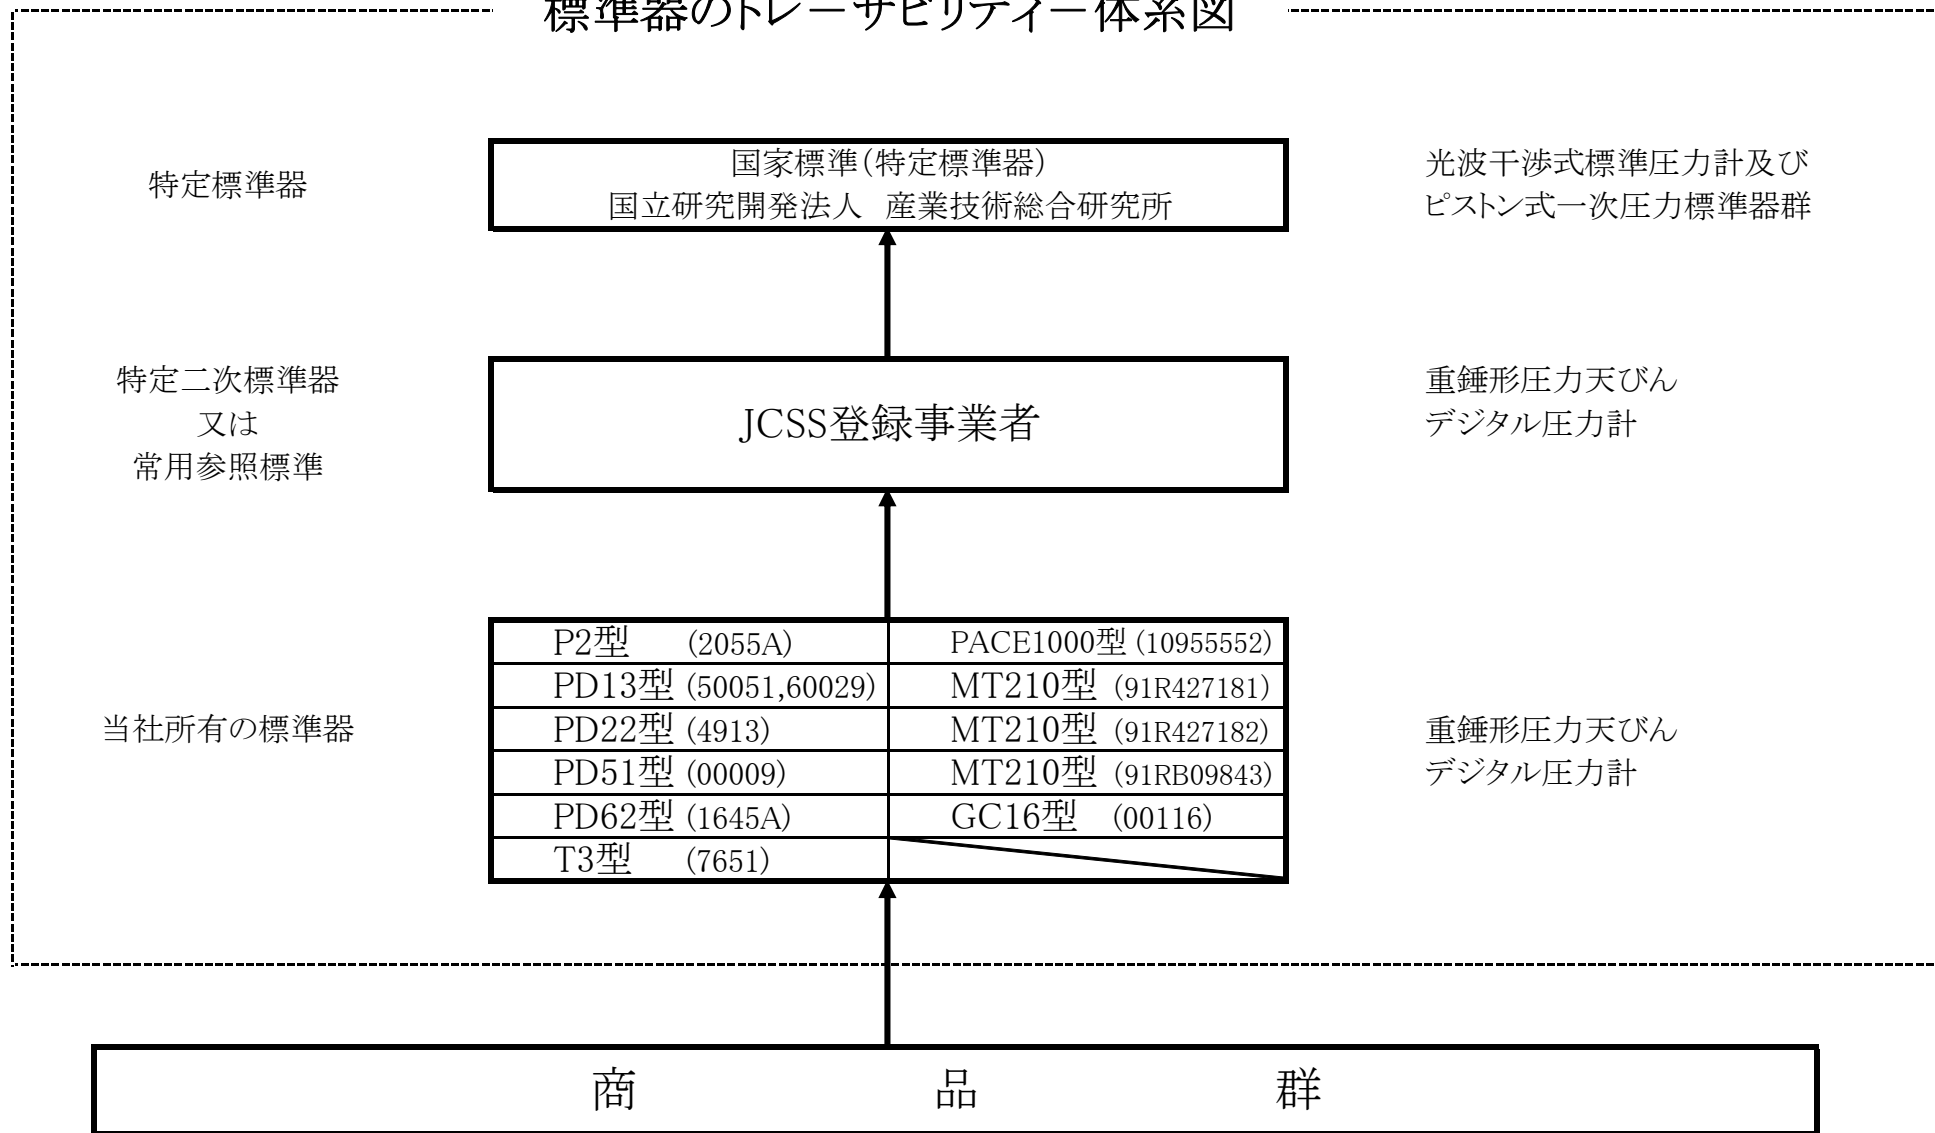 標準器のトレーサビリティー体系図
特定標準器
国家標準(特定標準器)
国立研究開発法人　産業技術総合研究所
光波干渉式標準圧力計及び
ピストン式一次圧力標準器群
特定二次標準器
又は
常用参照標準
JCSS登録事業者
重錘形圧力天びん
デジタル圧力計
当社所有の標準器
P2型 (2055A)
PACE1000型 (10955552)
PD13型 (50051,60029)
MT210型 (91R427181)
PD22型 (4913)
MT210型 (91R427182)
PD51型 (00009)
MT210型 (91RB09843)
PD62型 (1645A)
GC16型 (00116)
T3型 (7651)
重錘形圧力天びん
デジタル圧力計
商　品　群